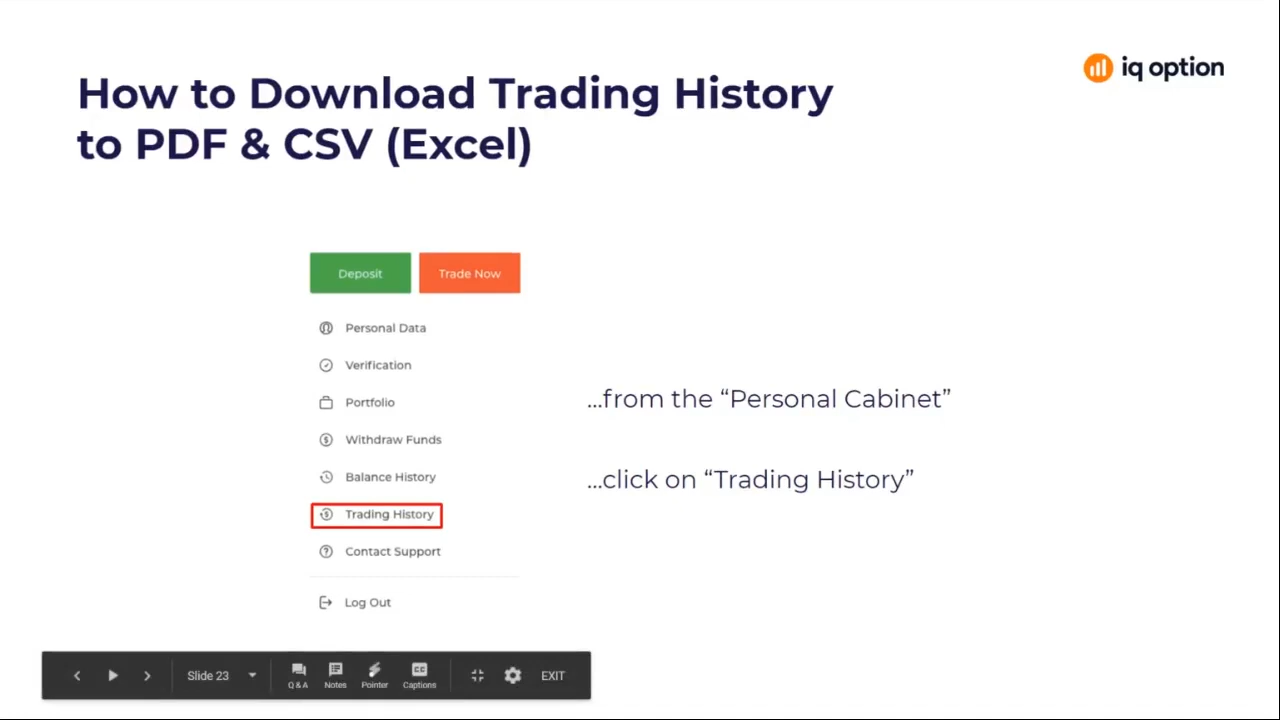 How to Download Trading History
to PDF & CSV (Excel)
iq option
Deposit
Trade Now
Personal Data
Verification
Portfolio
Withdraw Funds
Balance History
Trading History
Contact Support
Log Out
...from the “Personal Cabinet”
...click on “Trading History”
Slide 23
Q & A
Notes
Pointer
CC
Captions
EXIT